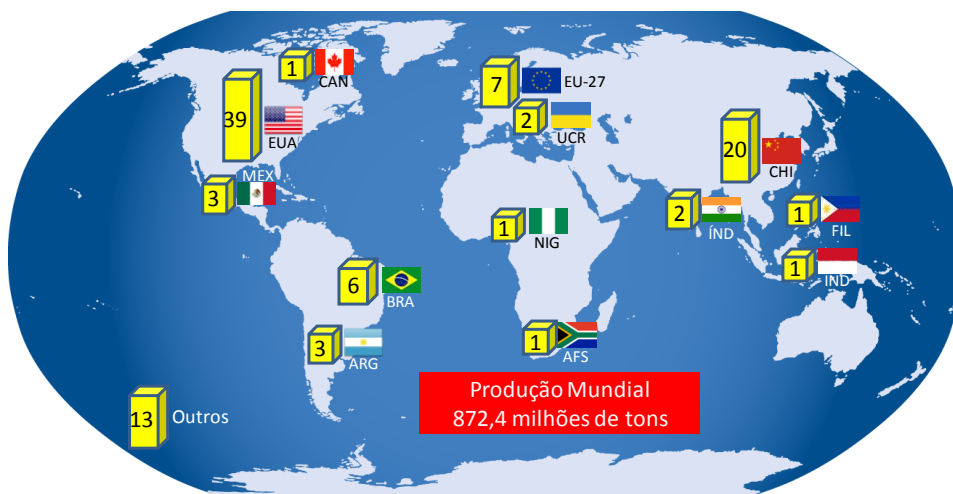 1
CAN
39
EUA
MEX
3
7
EU-27
2
UCR
20
CHI
2
ÍND
1
FIL
1
NIG
1
IND
6
BRA
3
ARG
1
AFS
13
Outros
Produção Mundial
872,4 milhões de tons